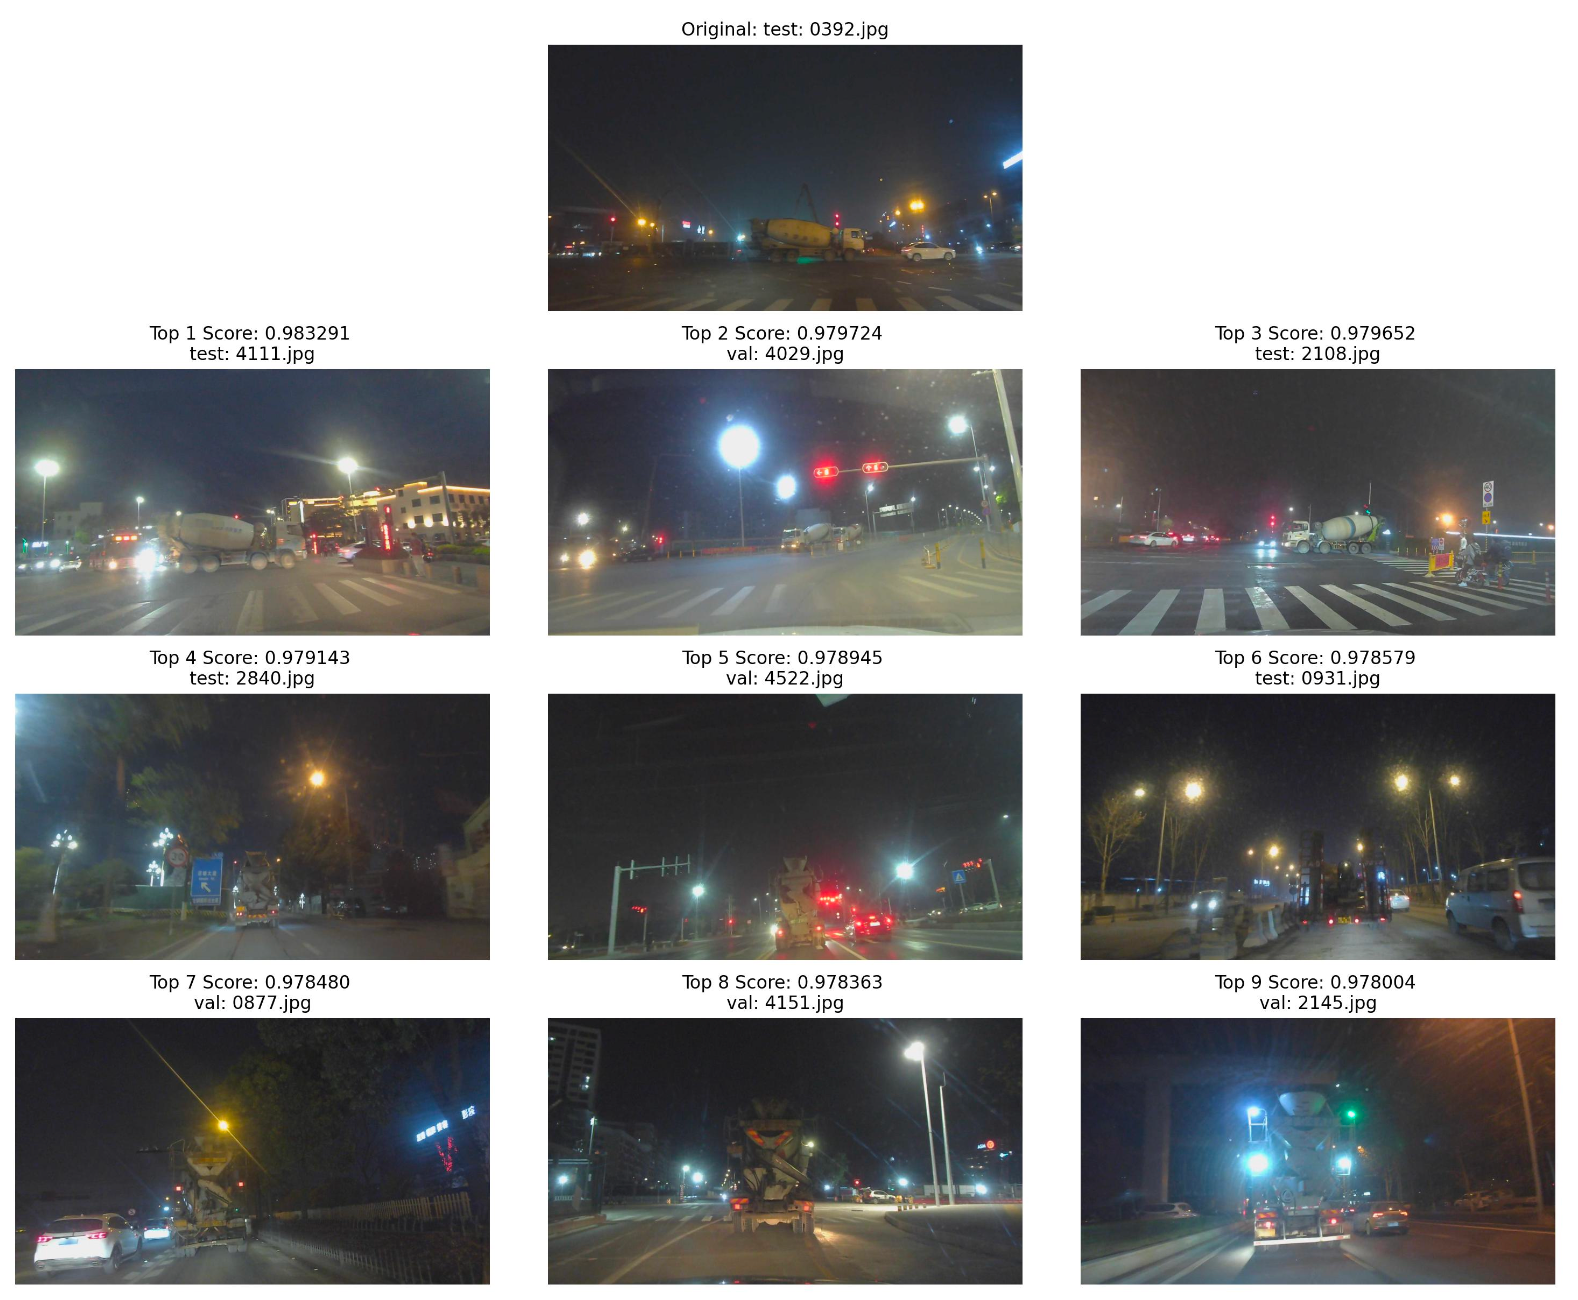 Original: test: 0392.jpg
Top 1 Score: 0.983291
test: 4111.jpg
Top 2 Score: 0.979724
val: 4029.jpg
Top 3 Score: 0.979652
test: 2108.jpg
Top 4 Score: 0.979143
test: 2840.jpg
Top 5 Score: 0.978945
val: 4522.jpg
Top 6 Score: 0.978579
test: 0931.jpg
Top 7 Score: 0.978480
val: 0877.jpg
Top 8 Score: 0.978363
val: 4151.jpg
Top 9 Score: 0.978004
val: 2145.jpg